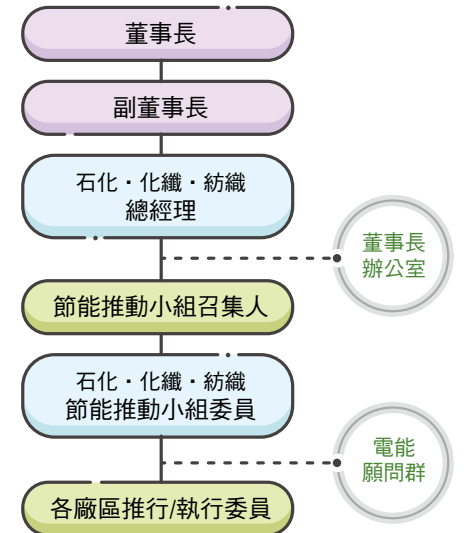 董事長
副董事長
石化・化纖・紡織
總經理
董事長
辦公室
節能推動小組召集人
石化・化纖・紡織
節能推動小組委員
電能
願問群
各廠區推行/執行委員